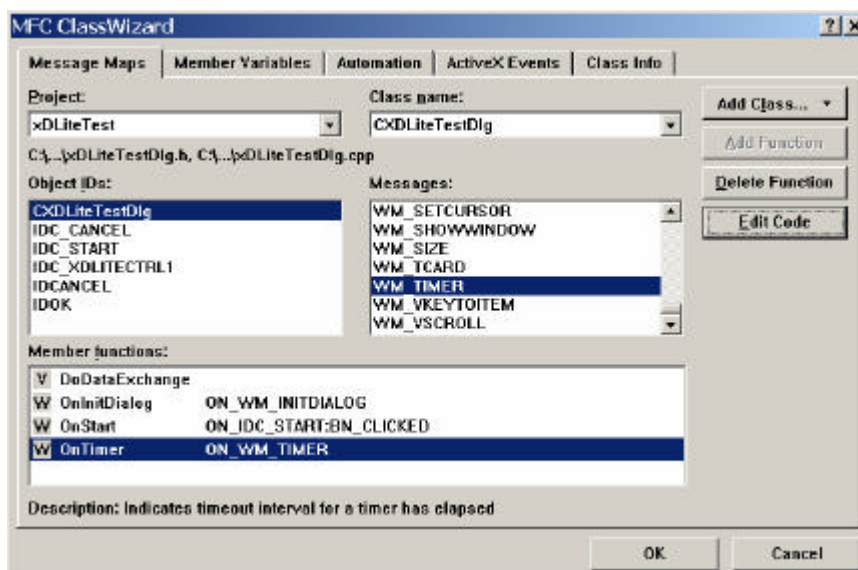 MFC ClassWizard
Message Maps Member Variables Automation ActiveX Events Class Info
Project: Class name: Add Class...
xDLiteTest CXDLiteTestDlg
Add Function
C:\...\xDLiteTestDlg.h, C:\...\xDLiteTestDlg.cpp
Object IDs: Messages: Delete Function
CXDLiteTestDlg WM_SETCURSOR
IDC_CANCEL WM_SHOWWINDOW Edit Code
IDC_START WM_SIZE
IDC_XDLITECTRL1 WM_TCARD
IDCANCEL WM_TIMER
IDOK WM_VKEYTOITEM
WM_VSCROLL
Member functions:
V DoDataExchange
W OnInitDialog ON_WM_INITDIALOG
W OnStart ON_IDC_START:BN_CLICKED
W OnTimer ON_WM_TIMER
Description: Indicates timeout interval for a timer has elapsed
OK Cancel